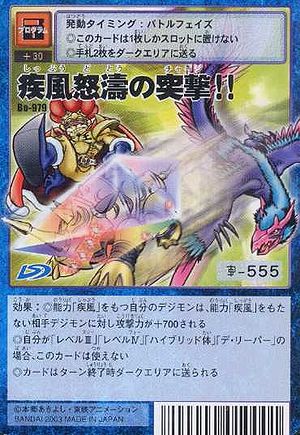 プログラム
+30
発動タイミング：バトルフェイズ
◎このカードは1枚しかスロットに置けない
◎手札2枚をダークエリアに送る
疾風怒濤の突撃!!
しっぷうどとう
Bo-979
-555
効果：◎能力「疾風」をもつ自分のデジモンは、能力「疾風」をもた
ない相手デジモンに対し攻撃力が+700される
◎自分が「レベルⅢ」「レベルⅣ」「ハイブリッド体」「デ・リーパー」の
場合、このカードは使えない
◎カードはターン終了時ダークエリアに送られる
©本郷あきよし・東映アニメーション
BANDAI 2003 MADE IN JAPAN